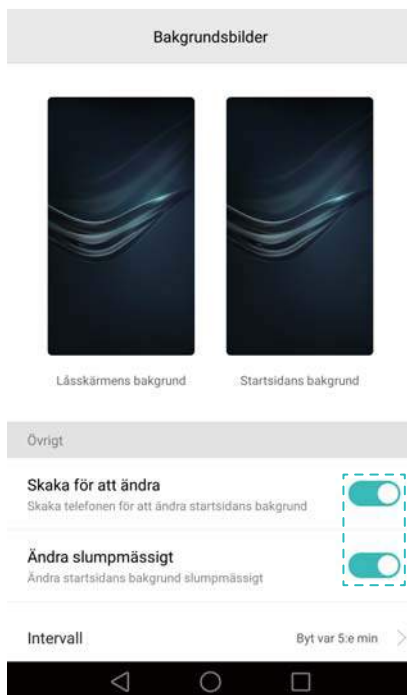 Bakgrundsbilder
Låsskärmens bakgrund
Startsidans bakgrund
Övrigt
Skaka för att ändra
Skaka telefonen för att ändra startsidans bakgrund
Ändra slumpmässigt
Ändra startsidans bakgrund slumpmässigt
Intervall Byt var 5:e min